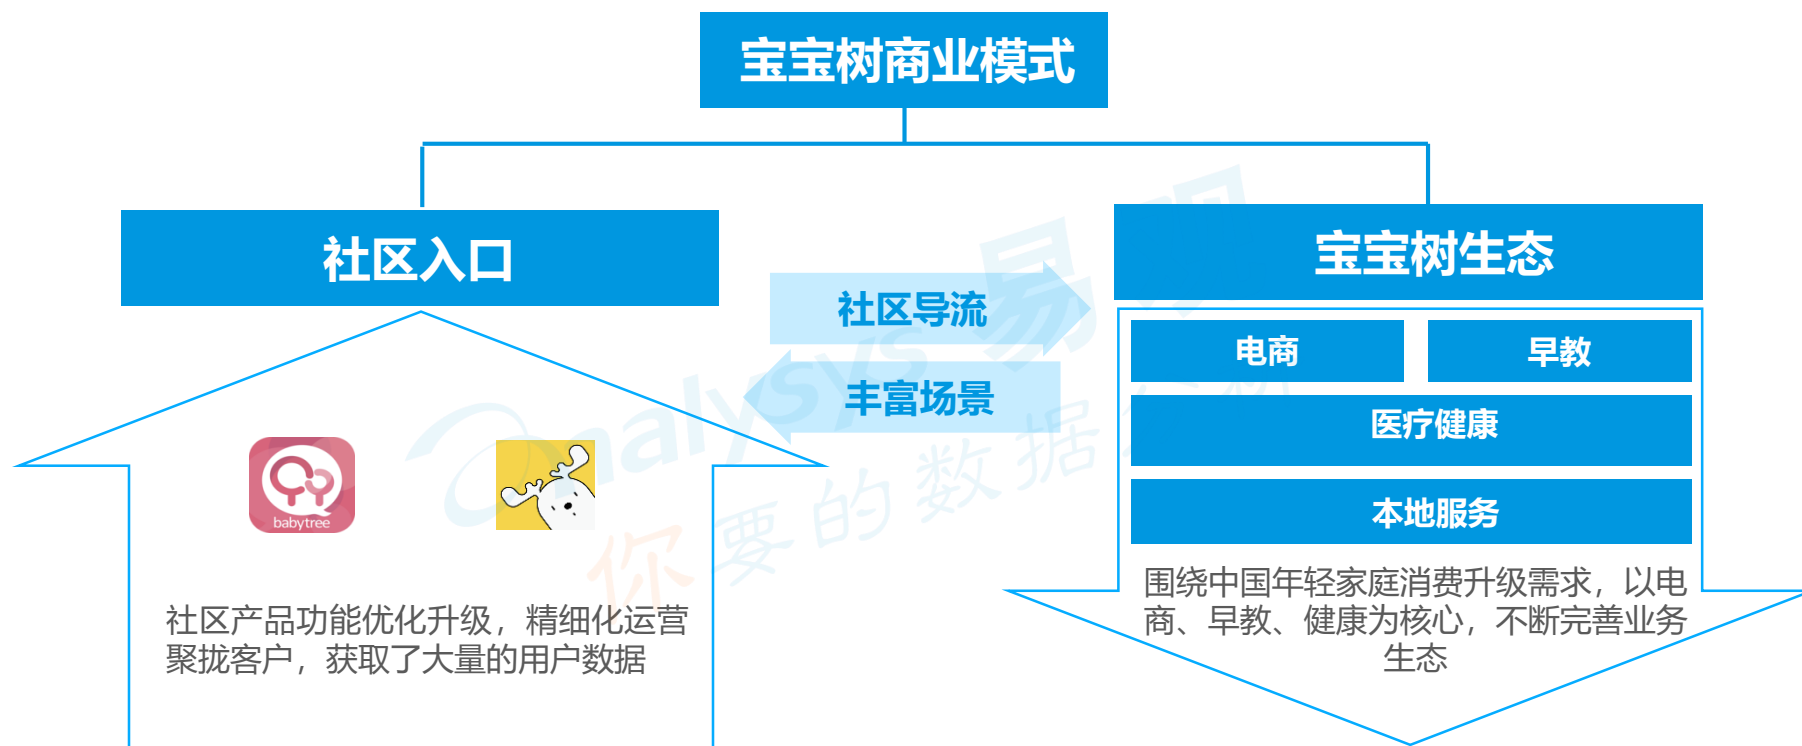 宝宝树商业模式
社区入口
宝宝树生态
社区导流
丰富场景
电商
早教
医疗健康
本地服务
babytree
社区产品功能优化升级，精细化运营
聚拢客户，获取了大量的用户数据
围绕中国年轻家庭消费升级需求，以电
商、早教、健康为核心，不断完善业务
生态
analysys 易观
你要的数据分析